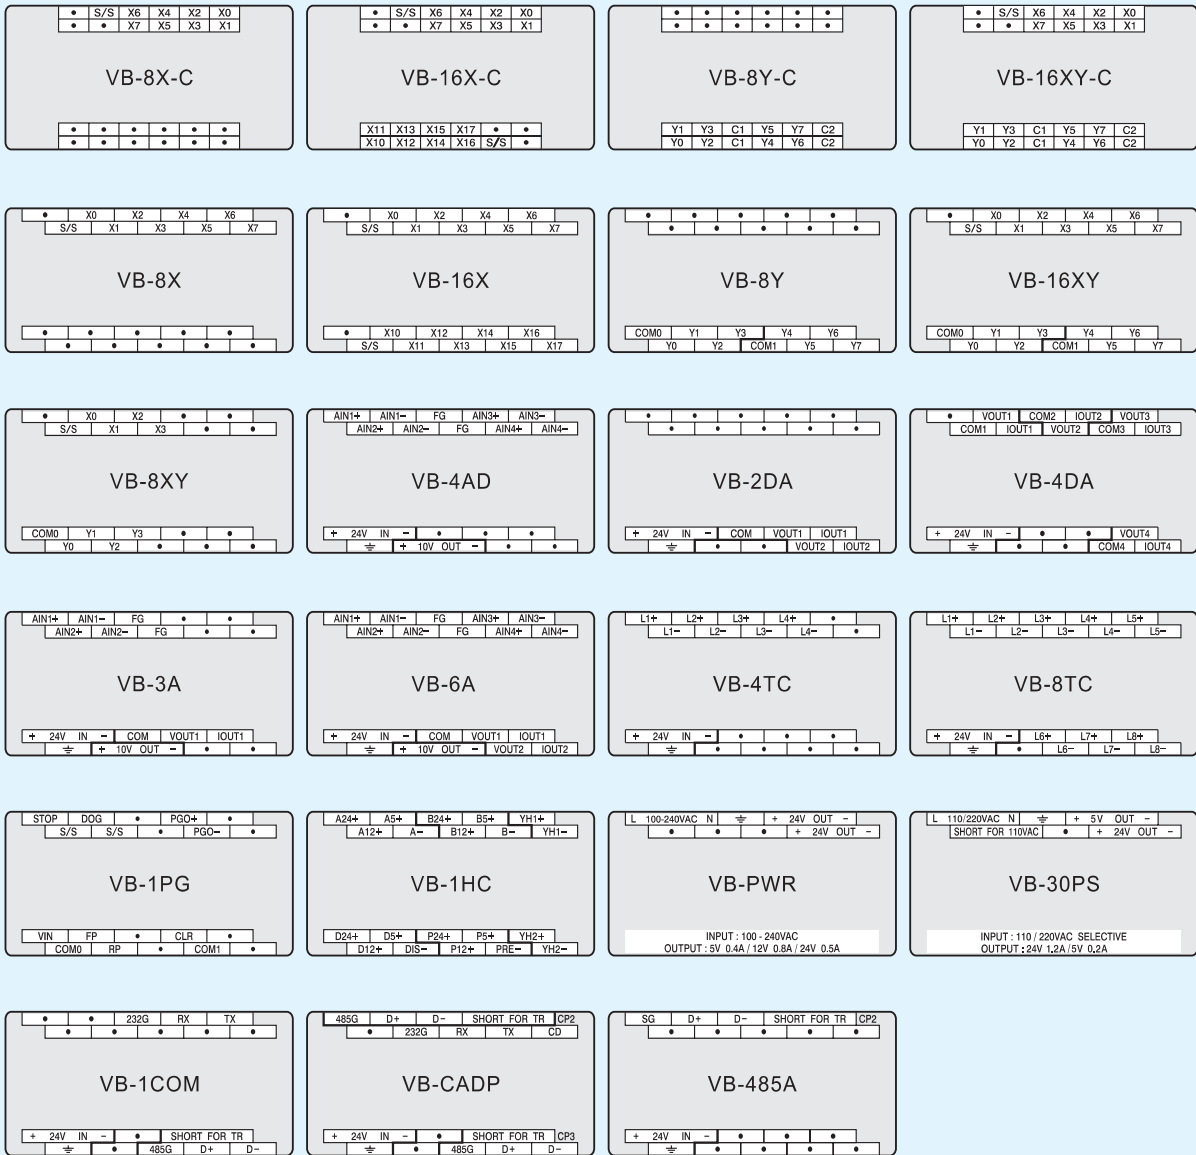 • S/S X6 X4 X2 X0
• • X7 X5 X3 X1
VB-8X-C
• • • • • •
• • • • • •
• S/S X6 X4 X2 X0
• • X7 X5 X3 X1
VB-16X-C
X11 X13 X15 X17 • •
X10 X12 X14 X16 S/S •
• • • • • •
• • • • • •
VB-8Y-C
Y1 Y3 C1 Y5 Y7 C2
Y0 Y2 C1 Y4 Y6 C2
• S/S X6 X4 X2 X0
• • X7 X5 X3 X1
VB-16XY-C
Y1 Y3 C1 Y5 Y7 C2
Y0 Y2 C1 Y4 Y6 C2
• X0 X2 X4 X6
S/S X1 X3 X5 X7
VB-8X
• • • • •
• • • • •
• X0 X2 X4 X6
S/S X1 X3 X5 X7
VB-16X
• X10 X12 X14 X16
S/S X11 X13 X15 X17
• • • • •
• • • • •
VB-8Y
COM0 Y1 Y3 Y4 Y6
Y0 Y2 COM1 Y5 Y7
• X0 X2 X4 X6
S/S X1 X3 X5 X7
VB-16XY
COM0 Y1 Y3 Y4 Y6
Y0 Y2 COM1 Y5 Y7
• X0 X2 • •
S/S X1 X3 • •
VB-8XY
COM0 Y1 Y3 • •
Y0 Y2 • • •
AIN1+ AIN1- FG AIN3+ AIN3-
AIN2+ AIN2- FG AIN4+ AIN4-
VB-4AD
+ 24V IN - • • •
⏚ + 10V OUT - • •
• • • • •
• • • • •
VB-2DA
+ 24V IN - COM VOUT1 IOUT1
⏚ • • VOUT2 IOUT2
• VOUT1 COM2 IOUT2 VOUT3
COM1 IOUT1 VOUT2 COM3 IOUT3
VB-4DA
+ 24V IN - • • VOUT4
⏚ • • COM4 IOUT4
AIN1+ AIN1- FG • •
AIN2+ AIN2- FG • •
VB-3A
+ 24V IN - COM VOUT1 IOUT1
⏚ + 10V OUT - • •
AIN1+ AIN1- FG AIN3+ AIN3-
AIN2+ AIN2- FG AIN4+ AIN4-
VB-6A
+ 24V IN - COM VOUT1 IOUT1
⏚ + 10V OUT - VOUT2 IOUT2
L1+ L2+ L3+ L4+ •
L1- L2- L3- L4- •
VB-4TC
+ 24V IN - • • •
⏚ • • • •
L1+ L2+ L3+ L4+ L5+
L1- L2- L3- L4- L5-
VB-8TC
+ 24V IN - L6+ L7+ L8+
⏚ • L6- L7- L8-
STOP DOG • PGO+ •
S/S S/S • PGO- •
VB-1PG
VIN FP • CLR •
COM0 RP • COM1 •
A24+ A5+ B24+ B5+ YH1+
A12+ A- B12+ B- YH1-
VB-1HC
D24+ D5+ P24+ P5+ YH2+
D12+ DIS- P12+ PRE- YH2-
L 100-240VAC N ⏚ + 24V OUT -
• • • + 24V OUT -
VB-PWR
INPUT : 100 - 240VAC
OUTPUT : 5V 0.4A / 12V 0.8A / 24V 0.5A
L 110/220VAC N ⏚ + 5V OUT -
SHORT FOR 110VAC • + 24V OUT -
VB-30PS
INPUT : 110 / 220VAC SELECTIVE
OUTPUT : 24V 1.2A / 5V 0.2A
• • 232G RX TX
• • • • •
VB-1COM
+ 24V IN - • SHORT FOR TR
⏚ • 485G D+ D-
485G D+ D- SHORT FOR TR CP2
• 232G RX TX CD
VB-CADP
+ 24V IN - • SHORT FOR TR CP3
⏚ • 485G D+ D-
SG D+ D- SHORT FOR TR CP2
• • • • •
VB-485A
+ 24V IN - • • •
⏚ • • • •